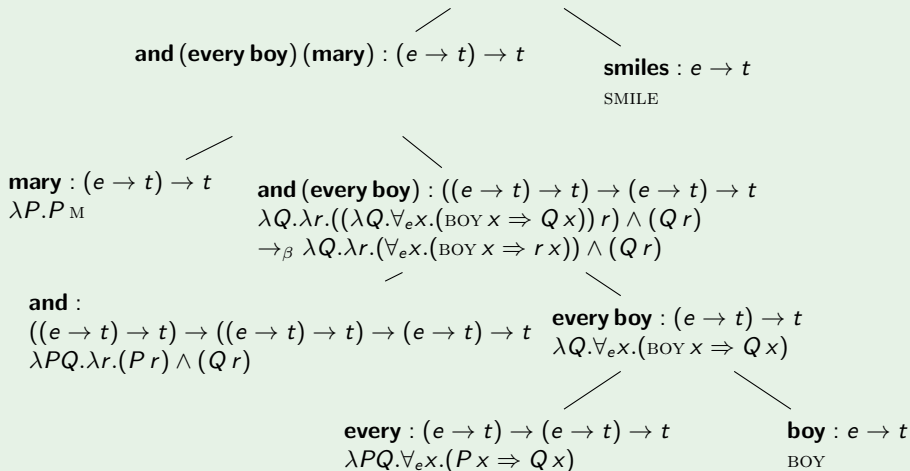 and (every boy) (mary) : (e → t) → t
smiles : e → t
SMILE
mary : (e → t) → t
λP.P M
and (every boy) : ((e → t) → t) → (e → t) → t
λQ.λr.((λQ.∀ₑx.(BOY x ⇒ Q x)) r) ∧ (Q r)
→β λQ.λr.(∀ₑx.(BOY x ⇒ r x)) ∧ (Q r)
and :
((e → t) → t) → ((e → t) → t) → (e → t) → t
λPQ.λr.(P r) ∧ (Q r)
every boy : (e → t) → t
λQ.∀ₑx.(BOY x ⇒ Q x)
every : (e → t) → (e → t) → t
λPQ.∀ₑx.(P x ⇒ Q x)
boy : e → t
BOY